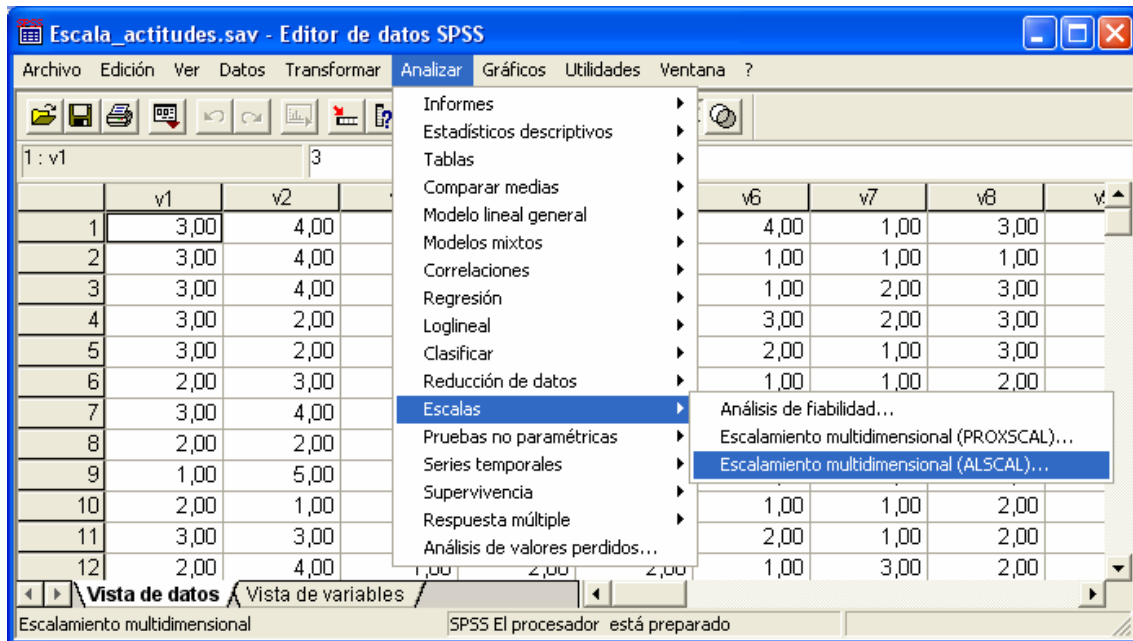 Escala_actitudes.sav - Editor de datos SPSS
Archivo Edición Ver Datos Transformar Analizar Gráficos Utilidades Ventana ?
1 : v1 3
v1 v2 v6 v7 v8
1 3,00 4,00 4,00 1,00 3,00
2 3,00 4,00 1,00 1,00 1,00
3 3,00 4,00 1,00 2,00 3,00
4 3,00 2,00 3,00 2,00 3,00
5 3,00 2,00 2,00 1,00 3,00
6 2,00 3,00 1,00 1,00 2,00
7 3,00 4,00
8 2,00 2,00
9 1,00 5,00
10 2,00 1,00 1,00 1,00 2,00
11 3,00 3,00 2,00 1,00 2,00
12 2,00 4,00 1,00 2,00 2,00 1,00 3,00 2,00
Informes
Estadísticos descriptivos
Tablas
Comparar medias
Modelo lineal general
Modelos mixtos
Correlaciones
Regresión
Loglineal
Clasificar
Reducción de datos
Escalas
Pruebas no paramétricas
Series temporales
Supervivencia
Respuesta múltiple
Análisis de valores perdidos...
Análisis de fiabilidad...
Escalamiento multidimensional (PROXSCAL)...
Escalamiento multidimensional (ALSCAL)...
Vista de datos Vista de variables
Escalamiento multidimensional SPSS El procesador está preparado